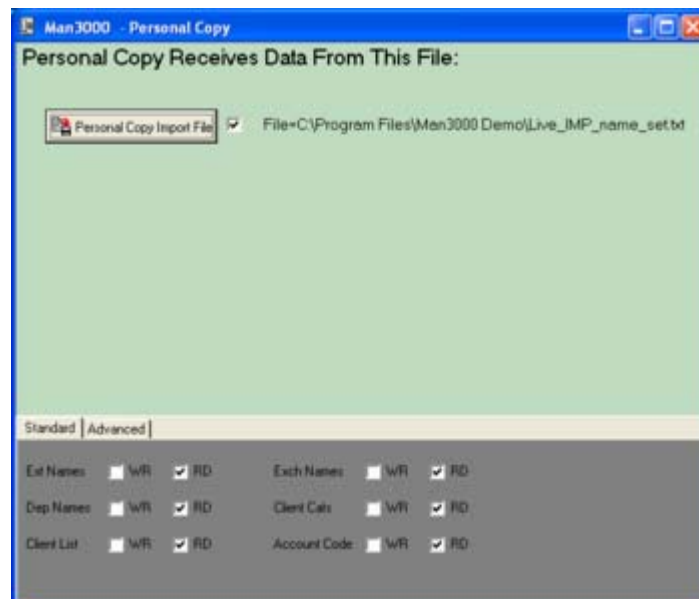 Man3000 - Personal Copy
Personal Copy Receives Data From This File:
Personal Copy Import File File=C:\Program Files\Man3000 Demo\Live_IMP_name_set.txt
Standard Advanced
Ext Names WR RD Exch Names WR RD
Dep Names WR RD Client Cats WR RD
Client List WR RD Account Code WR RD